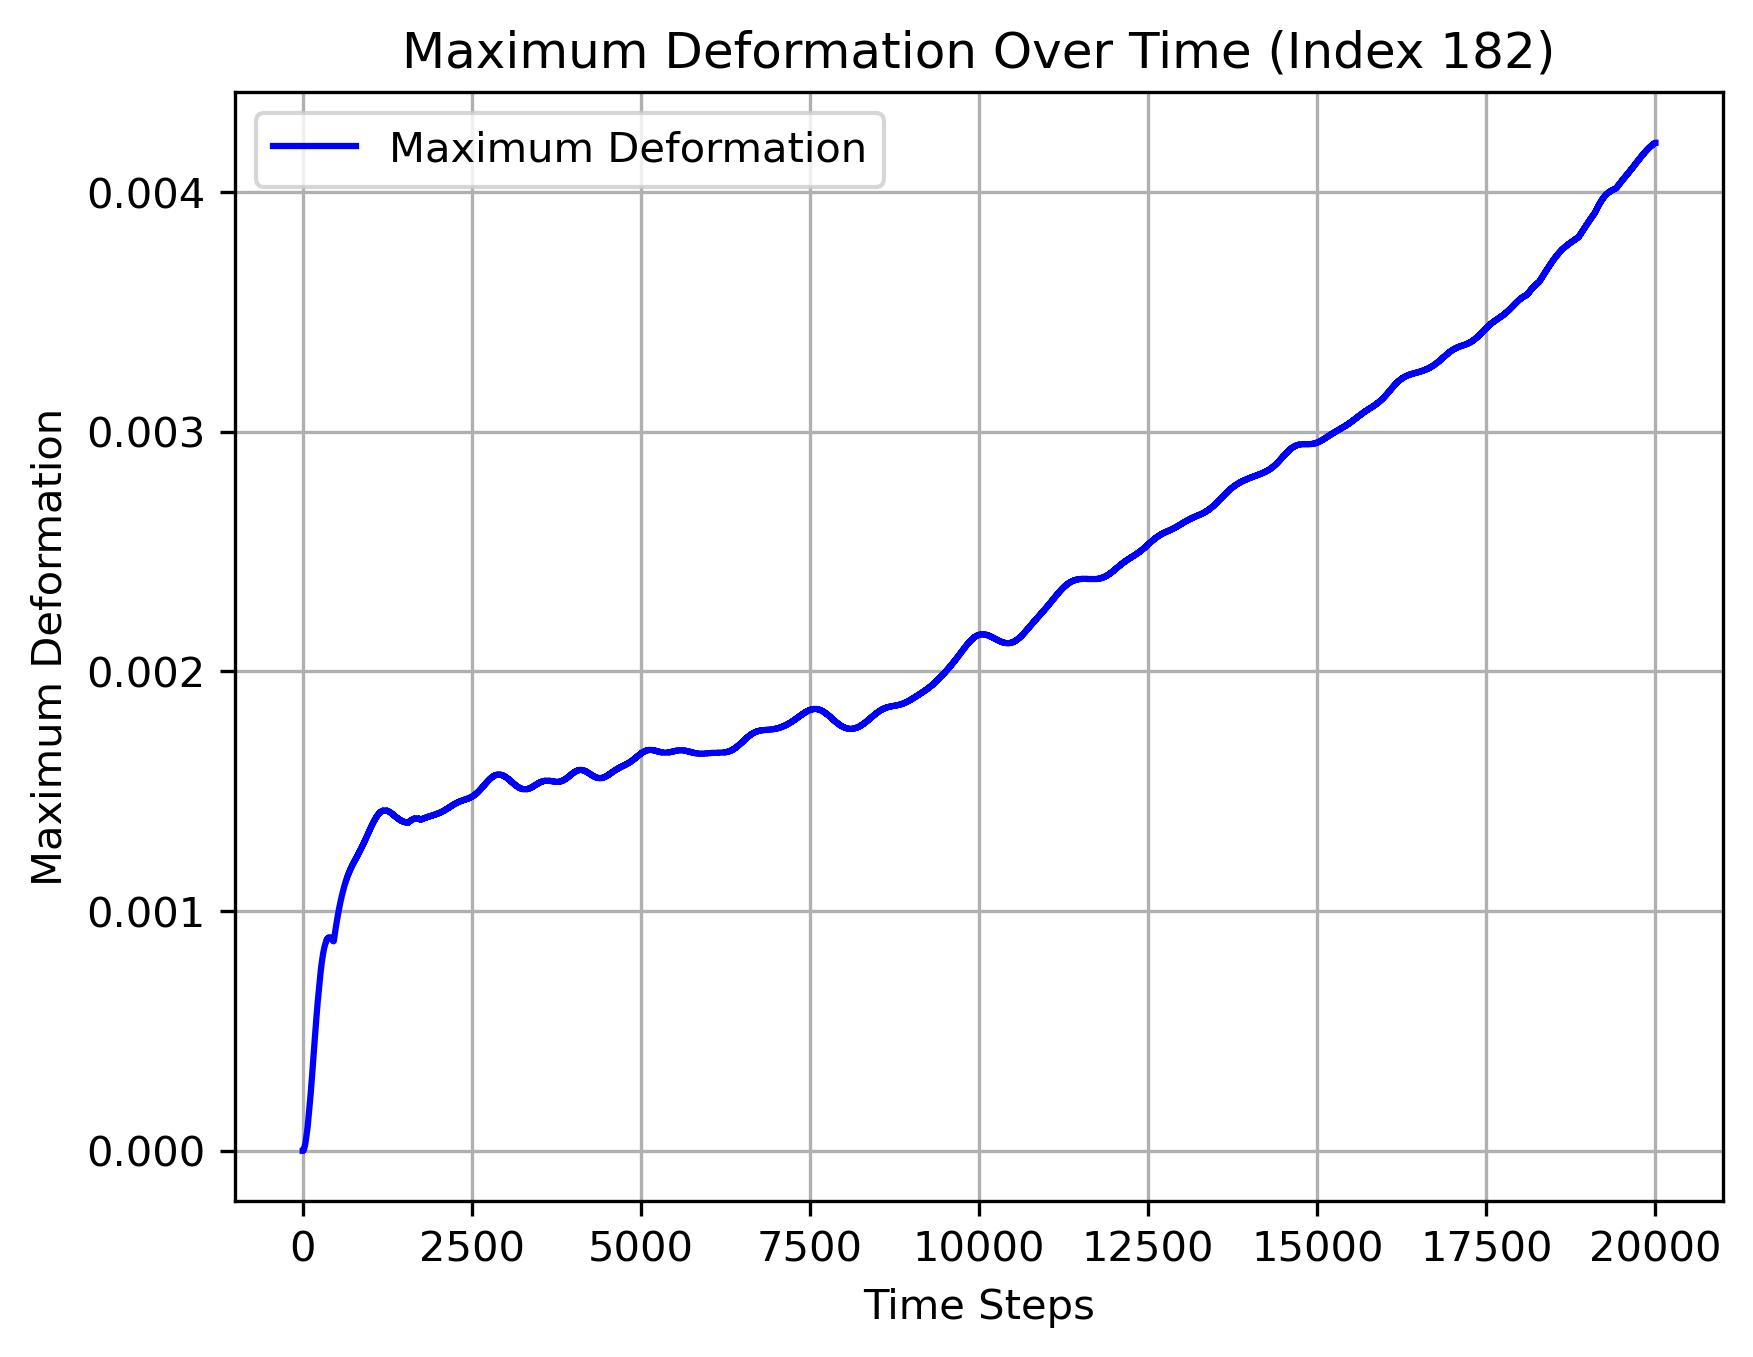 Maximum Deformation Over Time (Index 182)
Maximum Deformation
Maximum Deformation
0.004
0.003
0.002
0.001
0.000
0 2500 5000 7500 10000 12500 15000 17500 20000
Time Steps